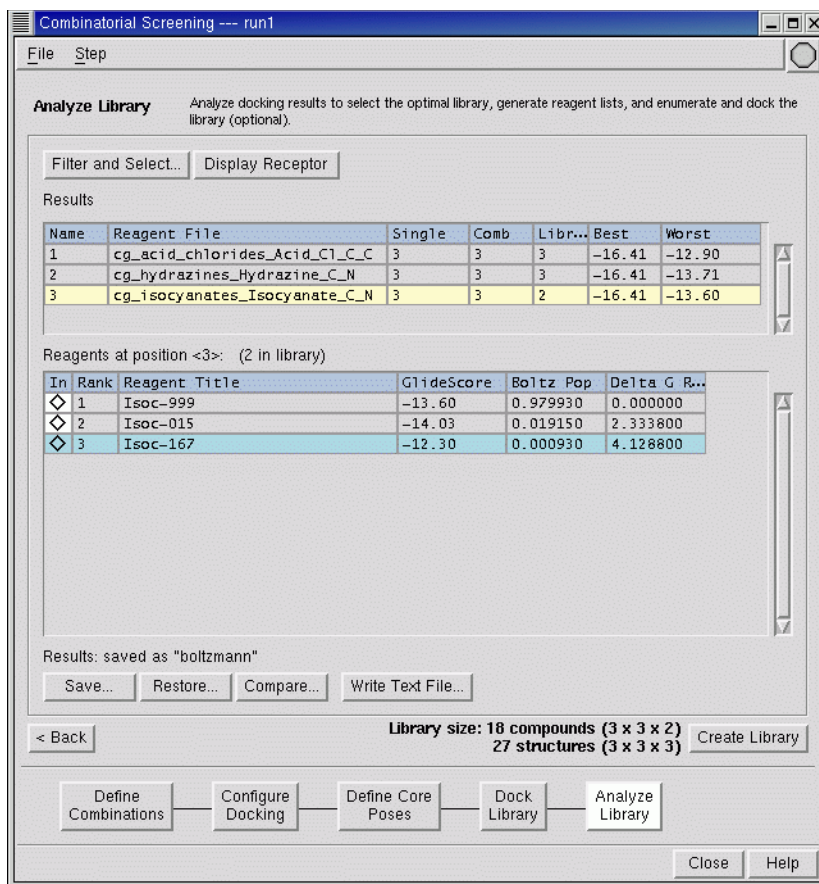 Combinatorial Screening --- run1
File Step
Analyze Library
Analyze docking results to select the optimal library, generate reagent lists, and enumerate and dock the
library (optional).
Filter and Select... Display Receptor
Results
Name Reagent File Single Comb Libr... Best Worst
1 cg_acid_chlorides_Acid_Cl_C_C 3 3 3 -16.41 -12.90
2 cg_hydrazines_Hydrazine_C_N 3 3 3 -16.41 -13.71
3 cg_isocyanates_Isocyanate_C_N 3 3 2 -16.41 -13.60
Reagents at position <3>: (2 in library)
In Rank Reagent Title GlideScore Boltz Pop Delta G R...
1 Isoc-999 -13.60 0.979930 0.000000
2 Isoc-015 -14.03 0.019150 2.333800
3 Isoc-167 -12.30 0.000930 4.128800
Results: saved as "boltzmann"
Save... Restore... Compare... Write Text File...
< Back
Library size: 18 compounds (3 x 3 x 2)
27 structures (3 x 3 x 3)
Create Library
Define Combinations
Configure Docking
Define Core Poses
Dock Library
Analyze Library
Close Help